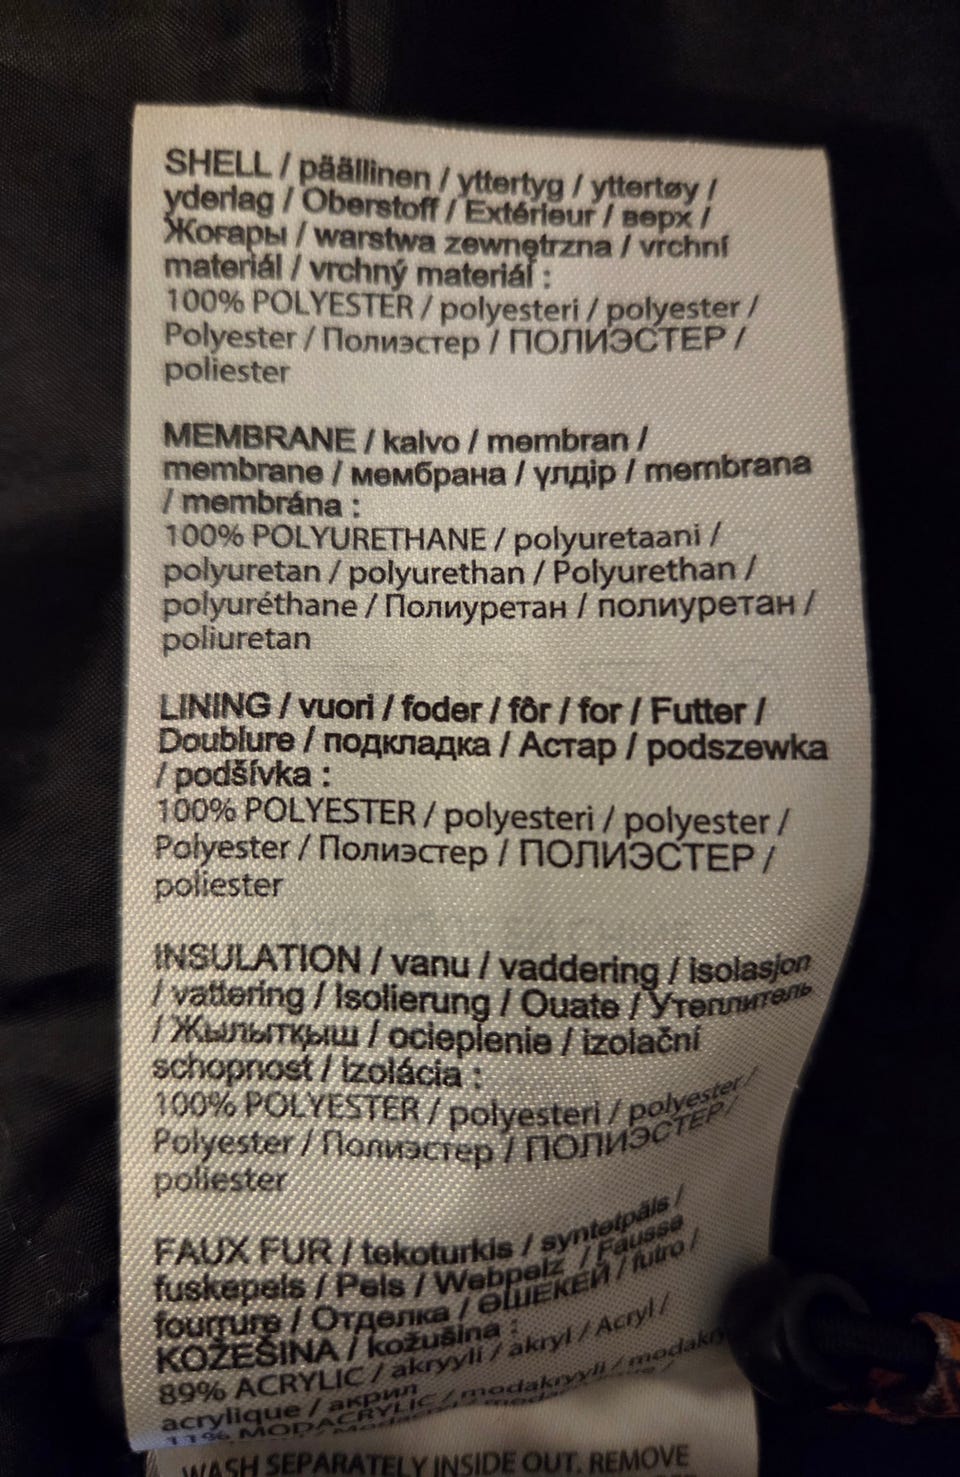 SHELL / päällinen / yttertyg / yttertøy /
yderlag / Oberstoff / Extérieur / верх /
Жоғары / warstwa zewnętrzna / vrchní
materiál / vrchný materiál :
100% POLYESTER / polyesteri / polyester /
Polyester / Полиэстер / ПОЛИЭСТЕР /
poliester
MEMBRANE / kalvo / membran /
membrane / мембрана / үлдір / membrana
/ membrána :
100% POLYURETHANE / polyuretaani /
polyuretan / polyurethan / Polyurethan /
polyuréthane / Полиуретан / полиуретан /
poliuretan
LINING / vuori / foder / fôr / for / Futter /
Doublure / подкладка / Астар / podszewka
/ podšívka :
100% POLYESTER / polyesteri / polyester /
Polyester / Полиэстер / ПОЛИЭСТЕР /
poliester
INSULATION / vanu / vaddering / isolasjon
/ vattering / Isolierung / Ouate / Утеплитель
/ Жылытқыш / ocieplenie / izolační
schopnost / izolácia :
100% POLYESTER / polyesteri / polyester /
Polyester / Полиэстер / ПОЛИЭСТЕР /
poliester
FAUX FUR / tekoturkis / syntetpäls /
fuskepels / Pels / Webpelz / Fausse
fourrure / Отделка / ӨШЕКЕЙ / futro /
KOŽEŠINA / kožušina :
89% ACRYLIC / akryyli / akryl / Acryl /
acrylique / акрил
11% MODACRYLIC / modakryyli / modakryl
WASH SEPARATELY INSIDE OUT. REMOVE